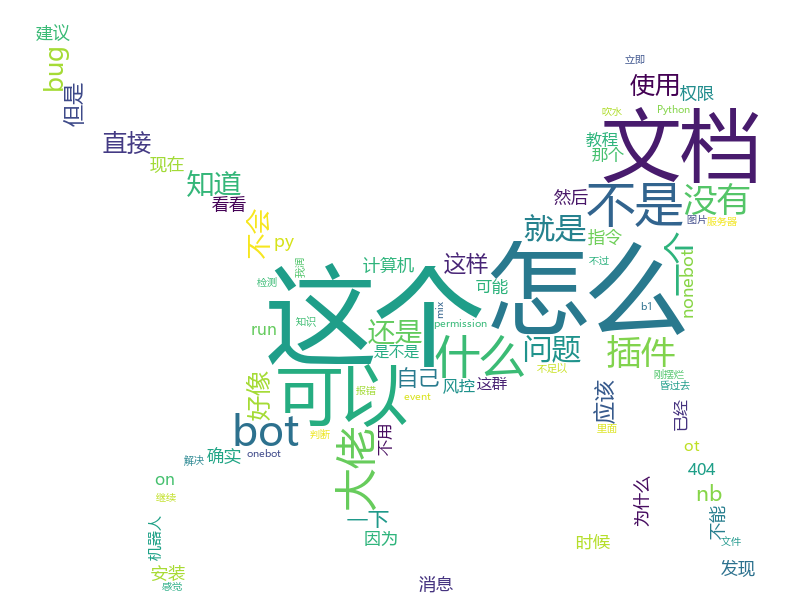 建议
bug
但是
直接
现在
知道
看看
不会
py
立即
使用
权限
吹水
Python
文档
教程
那个
不是
没有
然后
图片
服务器
就是
指令
一个
nonebot
这样
计算机
我闻
检测
不过
怎么
这个
可能
b1
mix
知识
permission
run
还是
是不是
什么
问题
插件
不足以
刚摆烂
昏过去
可以
自己
风控
这群
报错
event
好像
应该
已经
里面
bot
判断
不用
大佬
onebot
确实
解决
ot
404
on
继续
nb
为什么
一下
因为
不能
机器人
时候
文件
安装
感觉
消息
发现